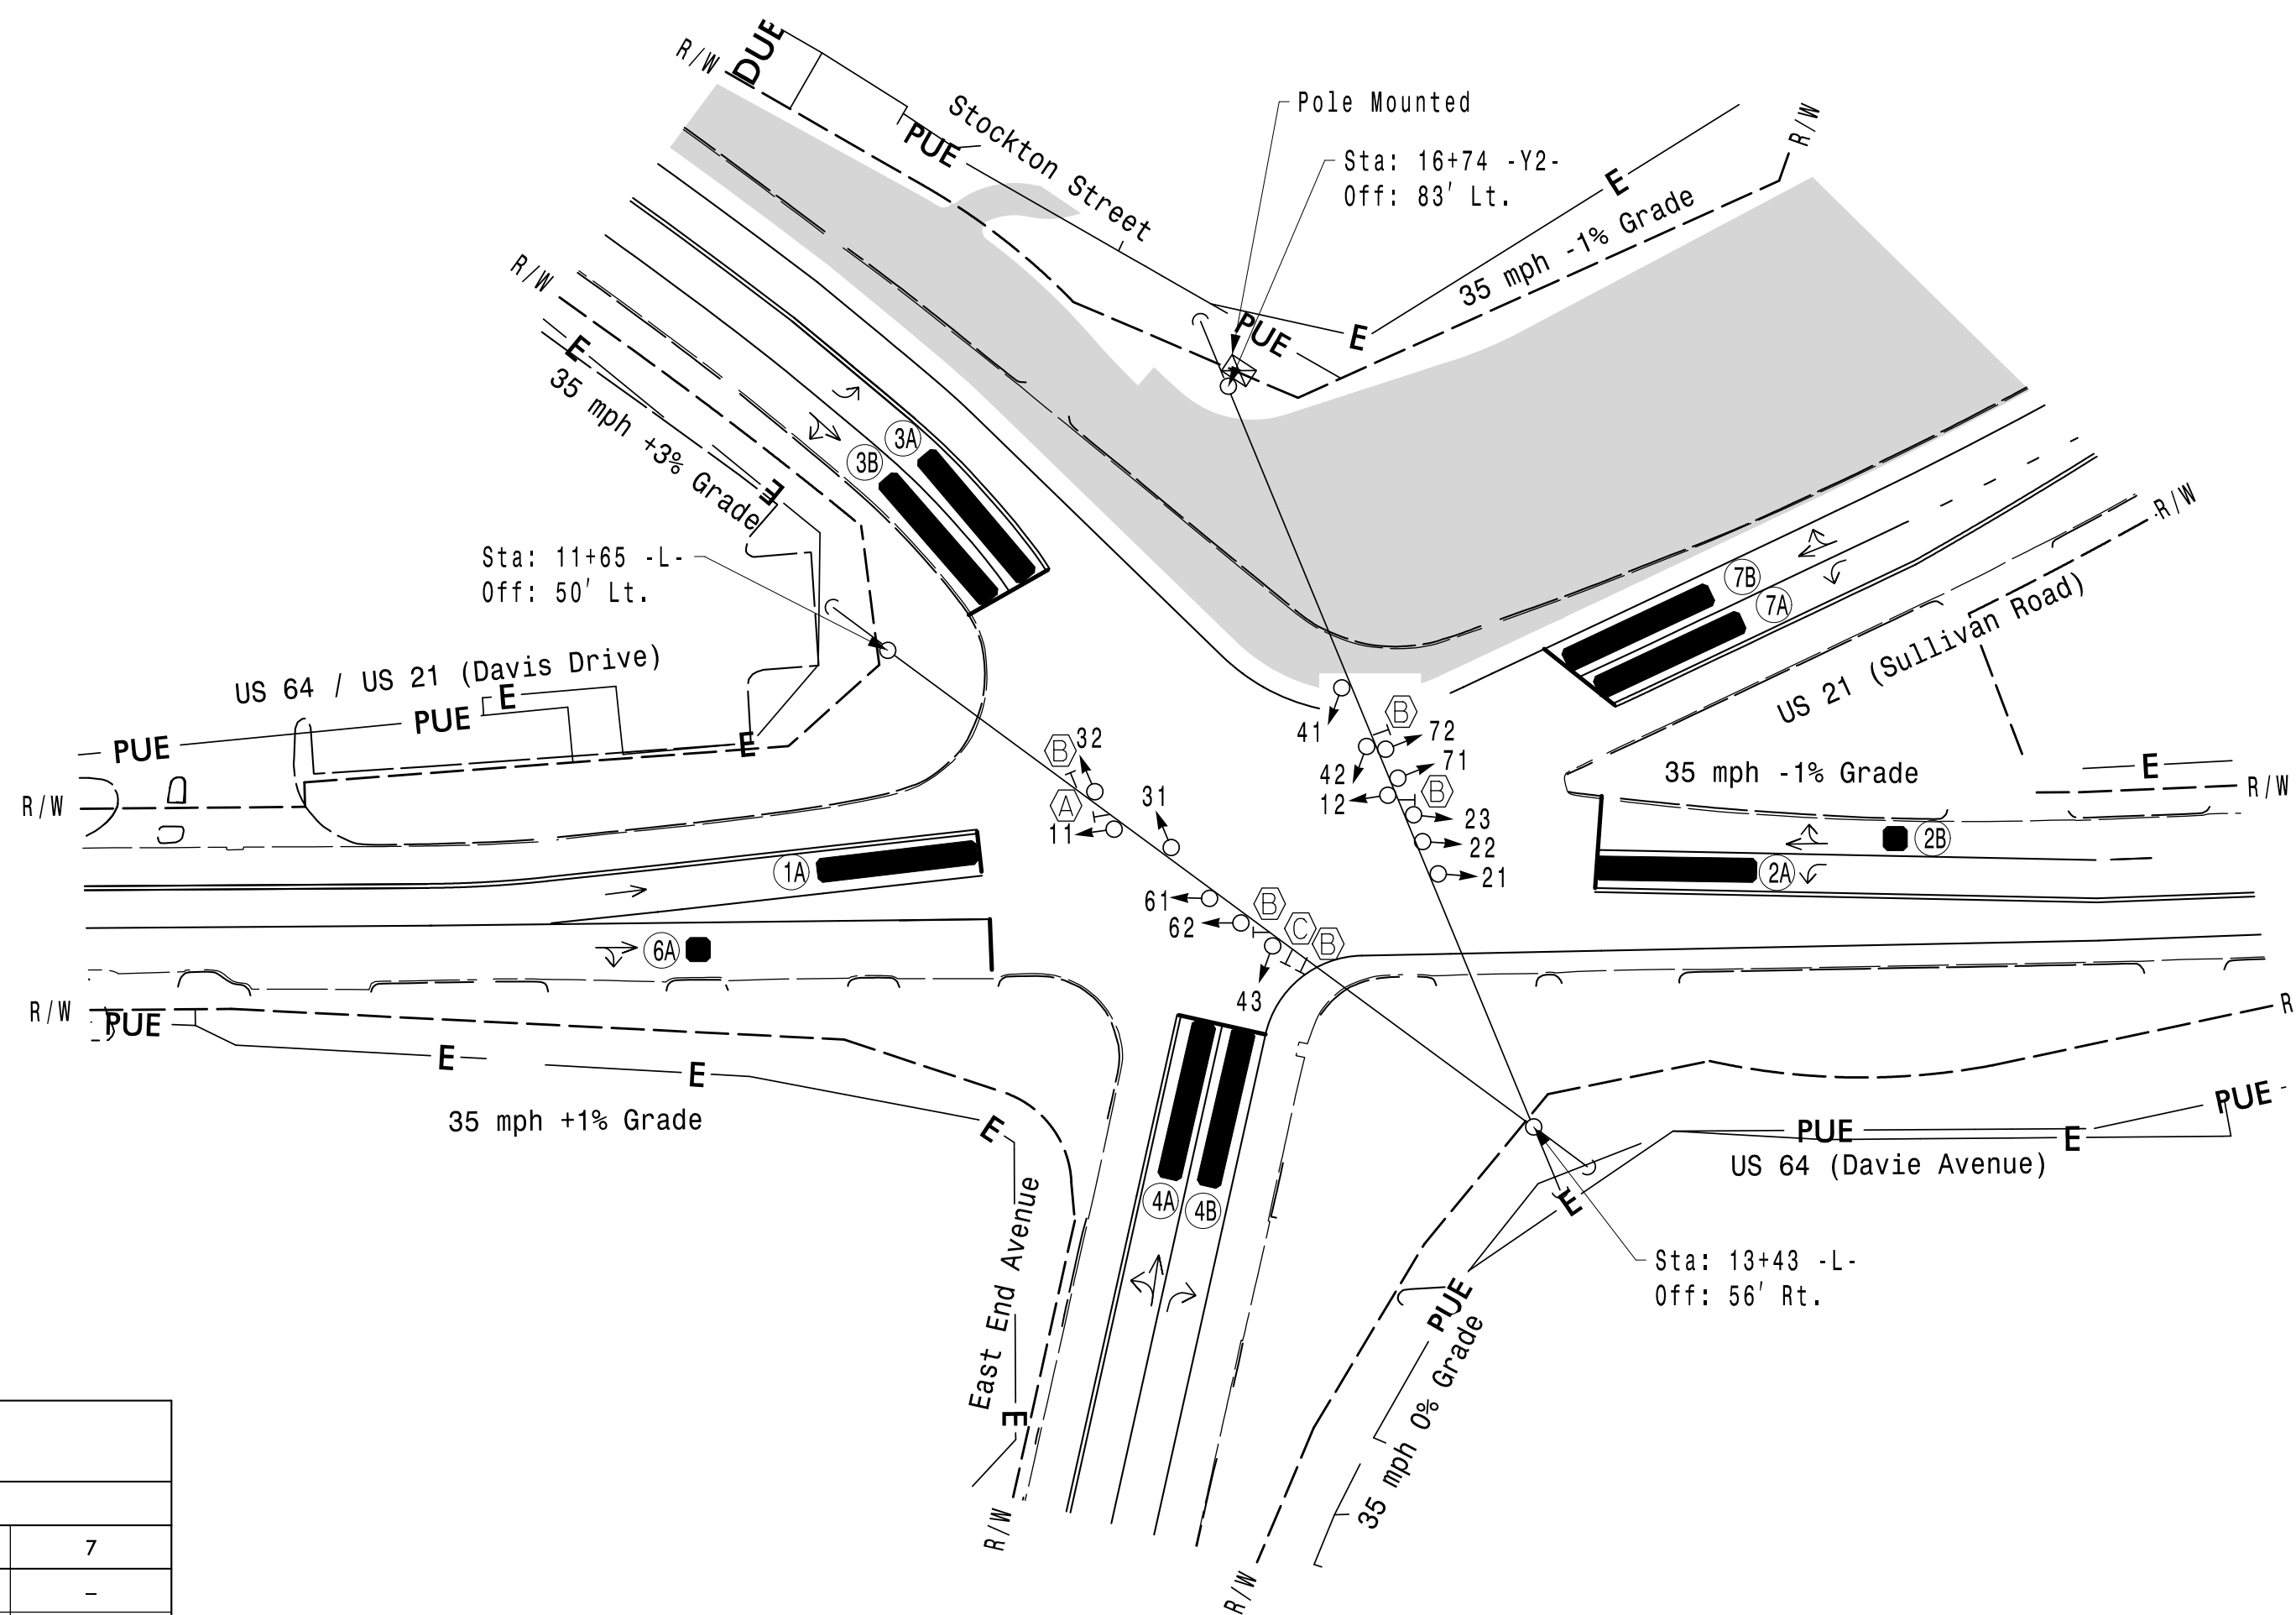 R/W
DUE
PUE
Stockton Street
Pole Mounted
Sta: 16+74 -Y2-
Off: 83' Lt.
E
35 mph -1% Grade
R/W
R/W
E
35 mph +3% Grade
E
PUE
E
3A
3B
Sta: 11+65 -L-
Off: 50' Lt.
7B
7A
R/W
US 21 (Sullivan Road)
US 64 / US 21 (Davis Drive)
PUE
PUE
E
E
R/W
41
B
72
42
71
12
B
23
22
21
B
32
A
11
31
35 mph -1% Grade
E
R/W
2B
2A
1A
61
62
B
C
B
43
6A
R/W
PUE
E
E
E
35 mph +1% Grade
R
PUE
PUE
E
US 64 (Davie Avenue)
E
4A
4B
East End Avenue
E
R/W
Sta: 13+43 -L-
Off: 56' Rt.
PUE
35 mph 0% Grade
R/W
7
-